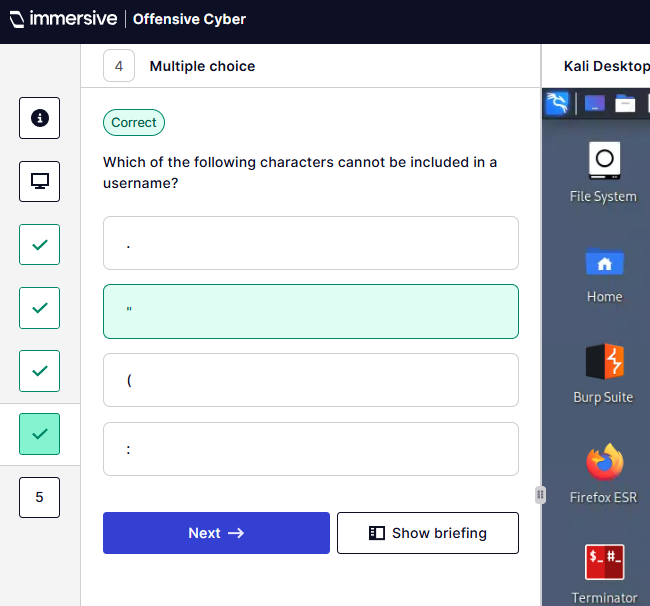 immersive | Offensive Cyber
4 Multiple choice
Kali Desktop
Correct
Which of the following characters cannot be included in a
username?
.
"
(
:
5
Next →
Show briefing
File System
Home
Burp Suite
Firefox ESR
$_ #_
Terminator